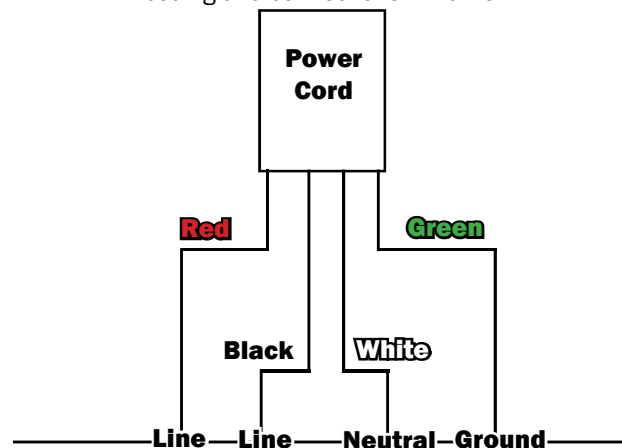 Power
Cord
Red
Green
Black
White
Line
Line
Neutral
Ground